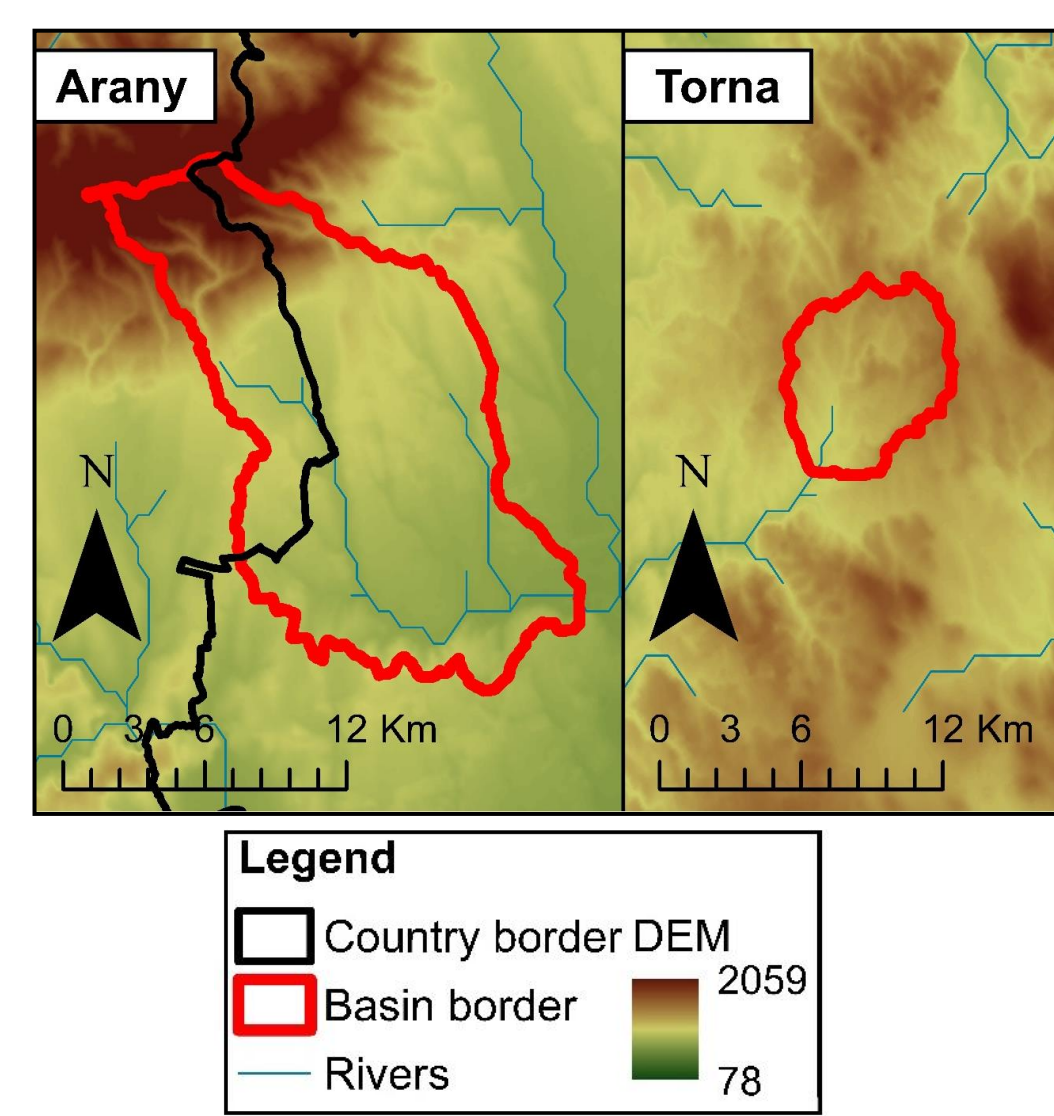 Arany
Torna
N
N
0 3 6 12 Km
0 3 6 12 Km
Legend
Country border
Basin border
Rivers
DEM
2059
78